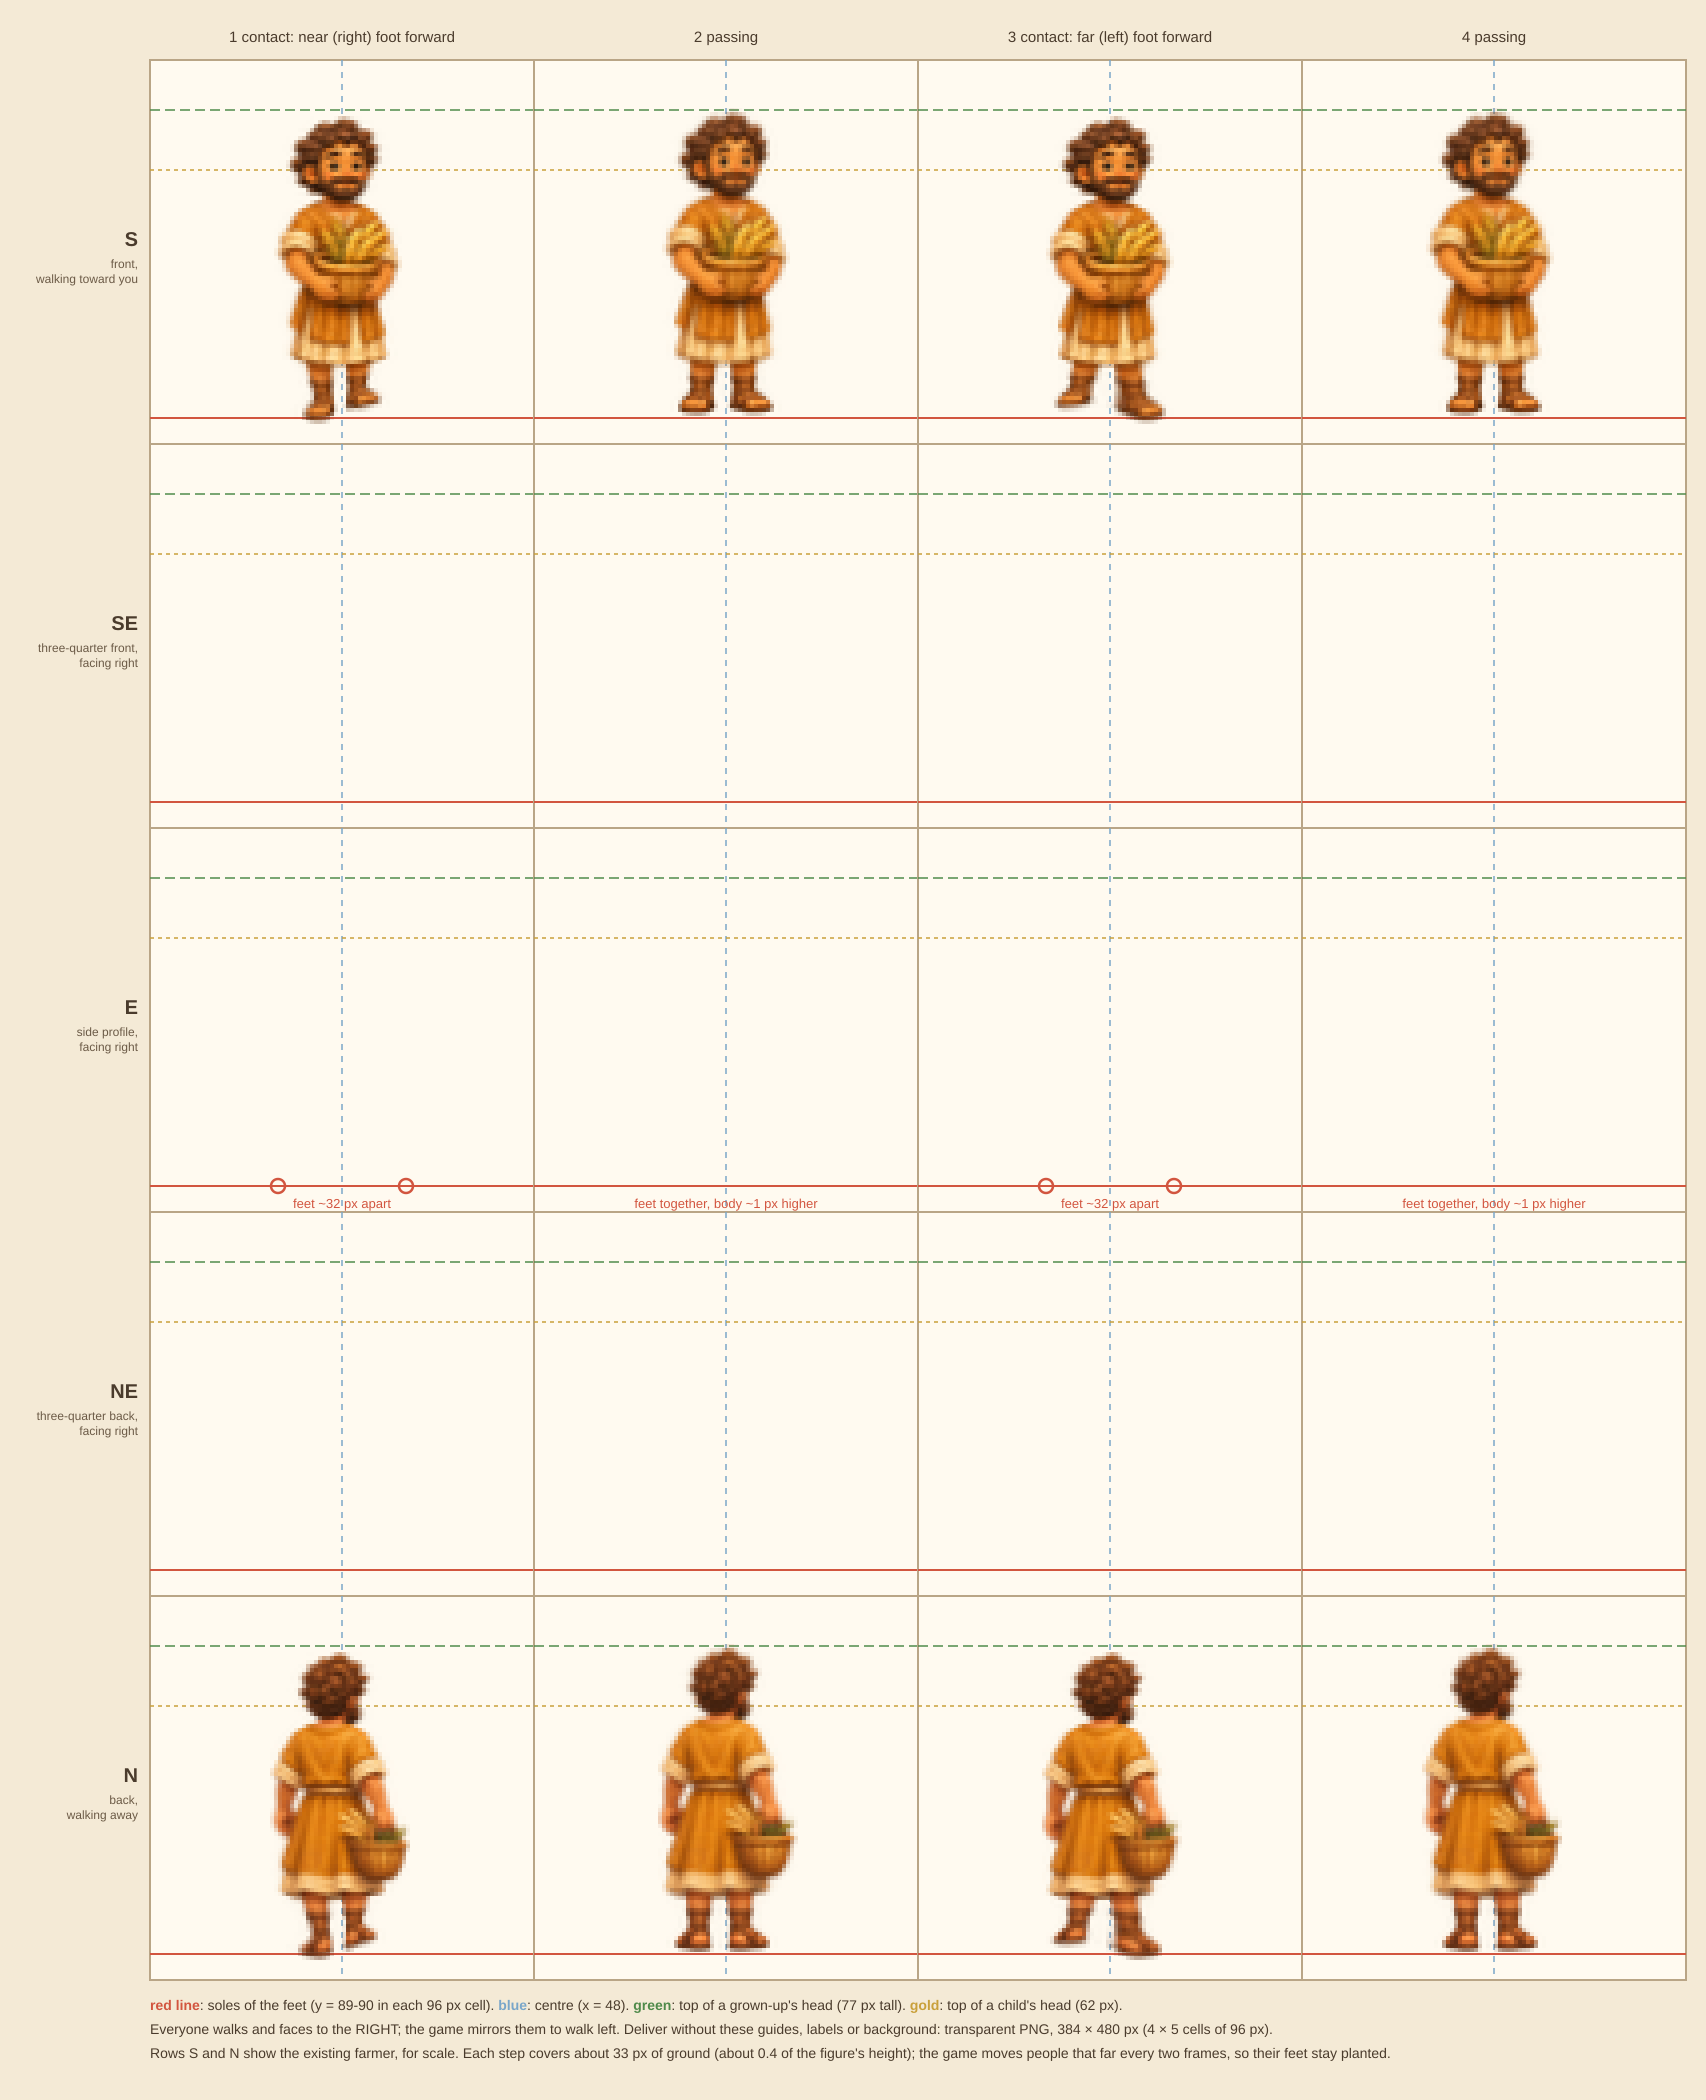 1 contact: near (right) foot forward
2 passing
3 contact: far (left) foot forward
4 passing
S
front,
walking toward you
SE
three-quarter front,
facing right
E
side profile,
facing right
feet ~32 px apart
feet together, body ~1 px higher
feet ~32 px apart
feet together, body ~1 px higher
NE
three-quarter back,
facing right
N
back,
walking away
red line: soles of the feet (y = 89-90 in each 96 px cell). blue: centre (x = 48). green: top of a grown-up's head (77 px tall). gold: top of a child's head (62 px).
Everyone walks and faces to the RIGHT; the game mirrors them to walk left. Deliver without these guides, labels or background: transparent PNG, 384 × 480 px (4 × 5 cells of 96 px).
Rows S and N show the existing farmer, for scale. Each step covers about 33 px of ground (about 0.4 of the figure's height); the game moves people that far every two frames, so their feet stay planted.